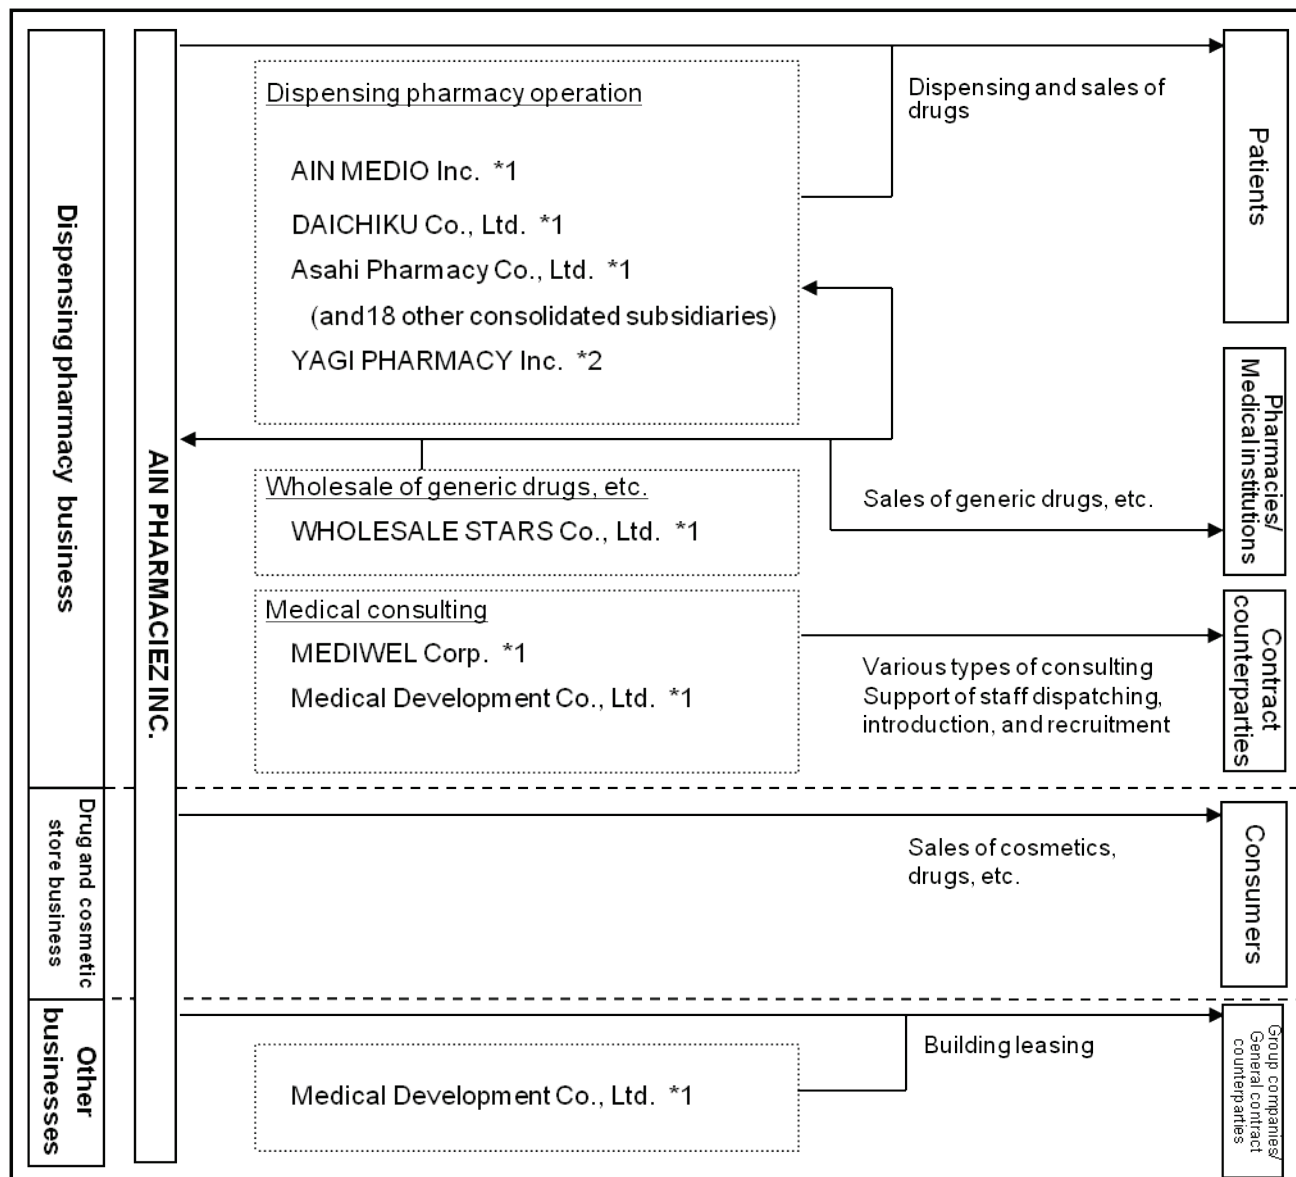 Dispensing pharmacy business
AIN PHARMACIEZ INC.
Dispensing pharmacy operation
AIN MEDIO Inc. *1
DAICHIKU Co., Ltd. *1
Asahi Pharmacy Co., Ltd. *1
(and 18 other consolidated subsidiaries)
YAGI PHARMACY Inc. *2
Dispensing and sales of
drugs
Patients
Wholesale of generic drugs, etc.
WHOLESALE STARS Co., Ltd. *1
Sales of generic drugs, etc.
Pharmacies/
Medical institutions
Medical consulting
MEDIWEL Corp. *1
Medical Development Co., Ltd. *1
Various types of consulting
Support of staff dispatching,
introduction, and recruitment
Contract
counterparties
Drug and cosmetic
store business
Sales of cosmetics,
drugs, etc.
Consumers
Other
businesses
Medical Development Co., Ltd. *1
Building leasing
Group companies/
General contract
counterparties